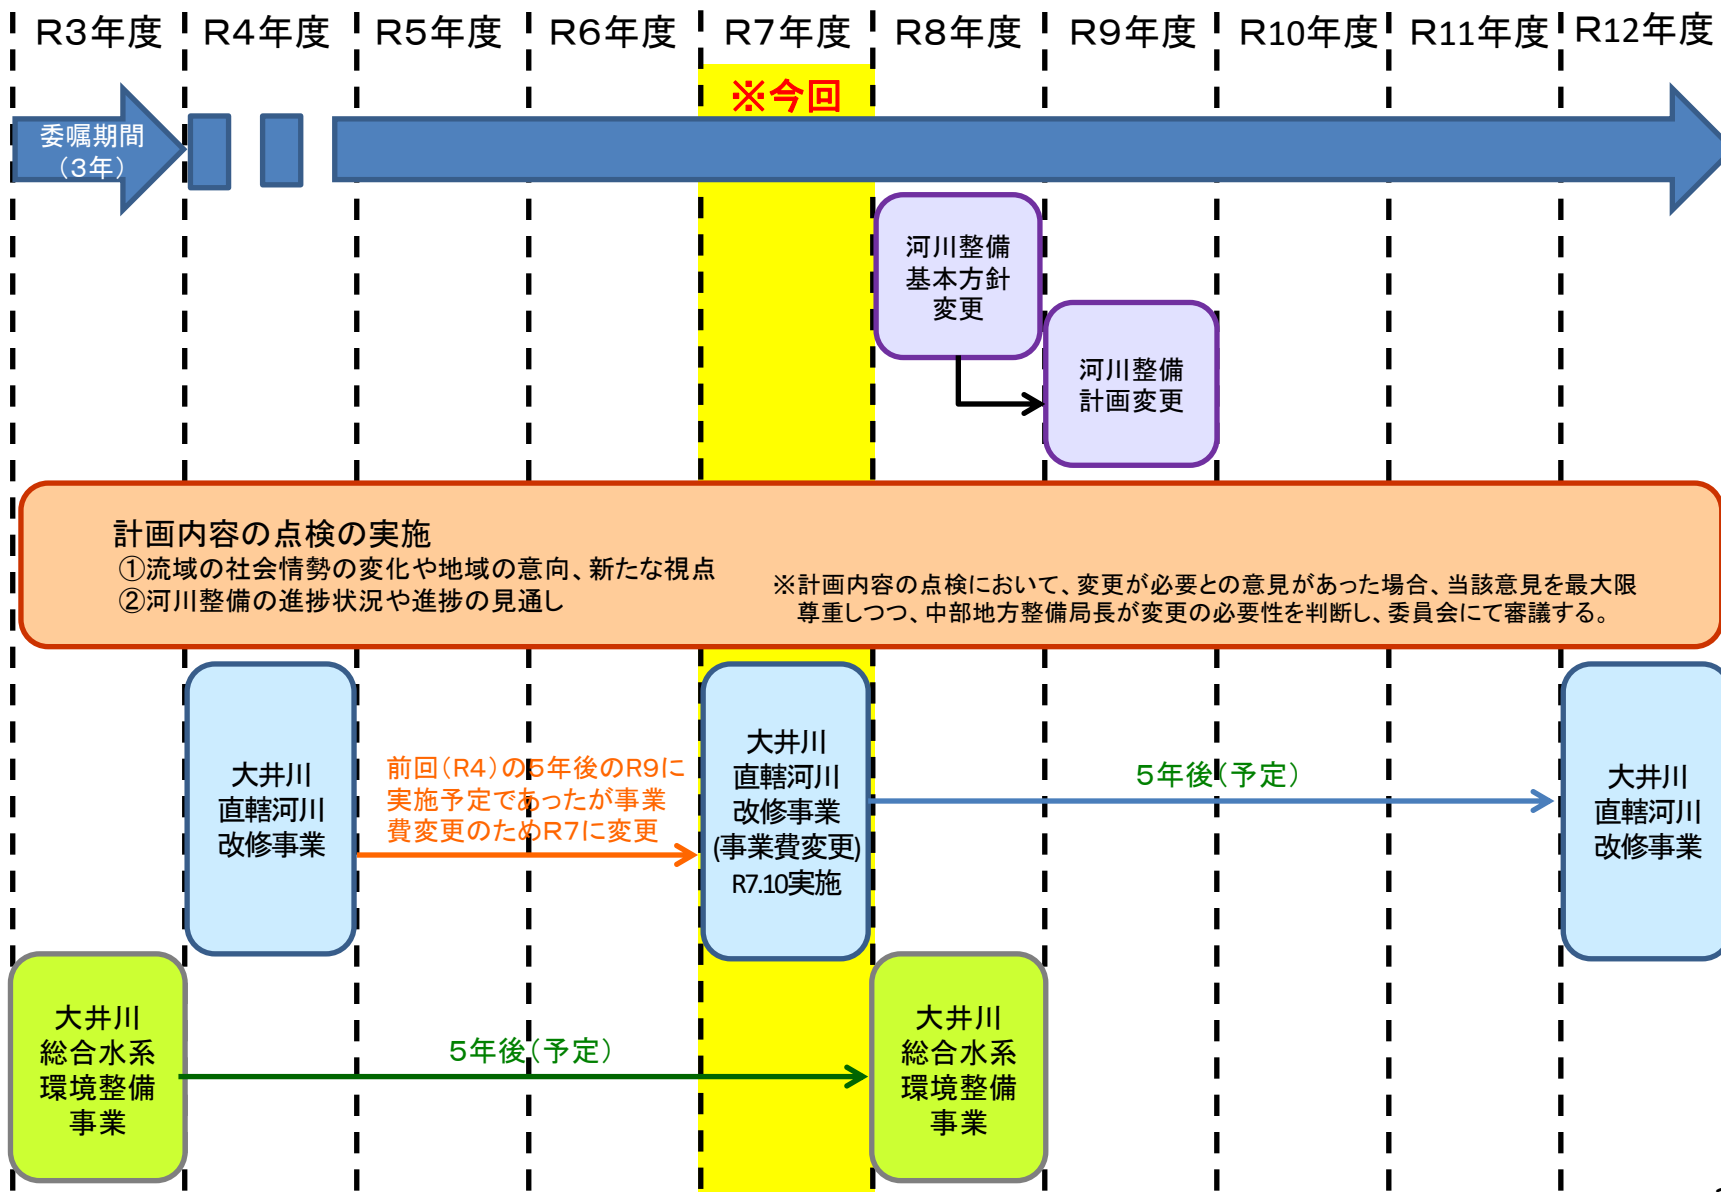 R3年度 R4年度 R5年度 R6年度 R7年度 R8年度 R9年度 R10年度 R11年度 R12年度
※今回
委嘱期間
（3年）
河川整備
基本方針
変更
河川整備
計画変更
計画内容の点検の実施
①流域の社会情勢の変化や地域の意向、新たな視点
②河川整備の進捗状況や進捗の見通し
※計画内容の点検において、変更が必要との意見があった場合、当該意見を最大限
尊重しつつ、中部地方整備局長が変更の必要性を判断し、委員会にて審議する。
大井川
直轄河川
改修事業
前回（R4）の5年後のR9に
実施予定であったが事業
費変更のためR7に変更
大井川
直轄河川
改修事業
(事業費変更)
R7.10実施
5年後（予定）
大井川
直轄河川
改修事業
大井川
総合水系
環境整備
事業
5年後（予定）
大井川
総合水系
環境整備
事業